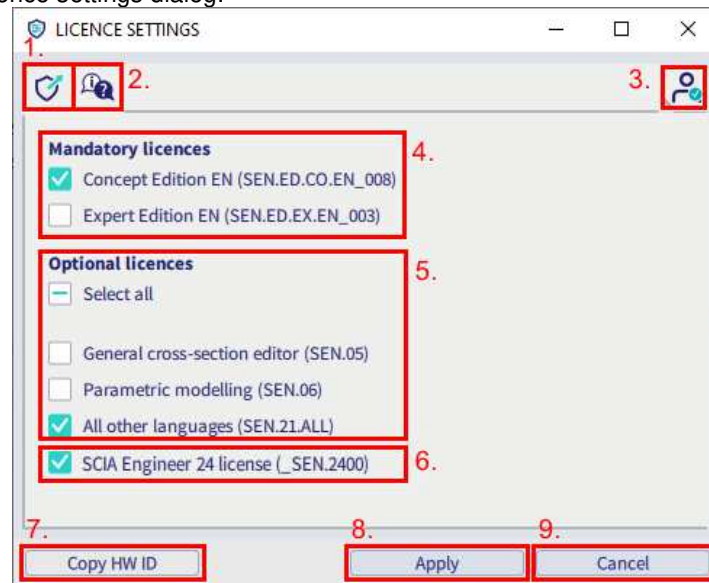 ence settings dialog.
LICENCE SETTINGS
1.
2.
3.
Mandatory licences
4.
Concept Edition EN (SEN.ED.CO.EN_008)
Expert Edition EN (SEN.ED.EX.EN_003)
Optional licences
5.
Select all
General cross-section editor (SEN.05)
Parametric modelling (SEN.06)
All other languages (SEN.21.ALL)
SCIA Engineer 24 license (_SEN.2400)
6.
7.
8.
9.
Copy HW ID
Apply
Cancel